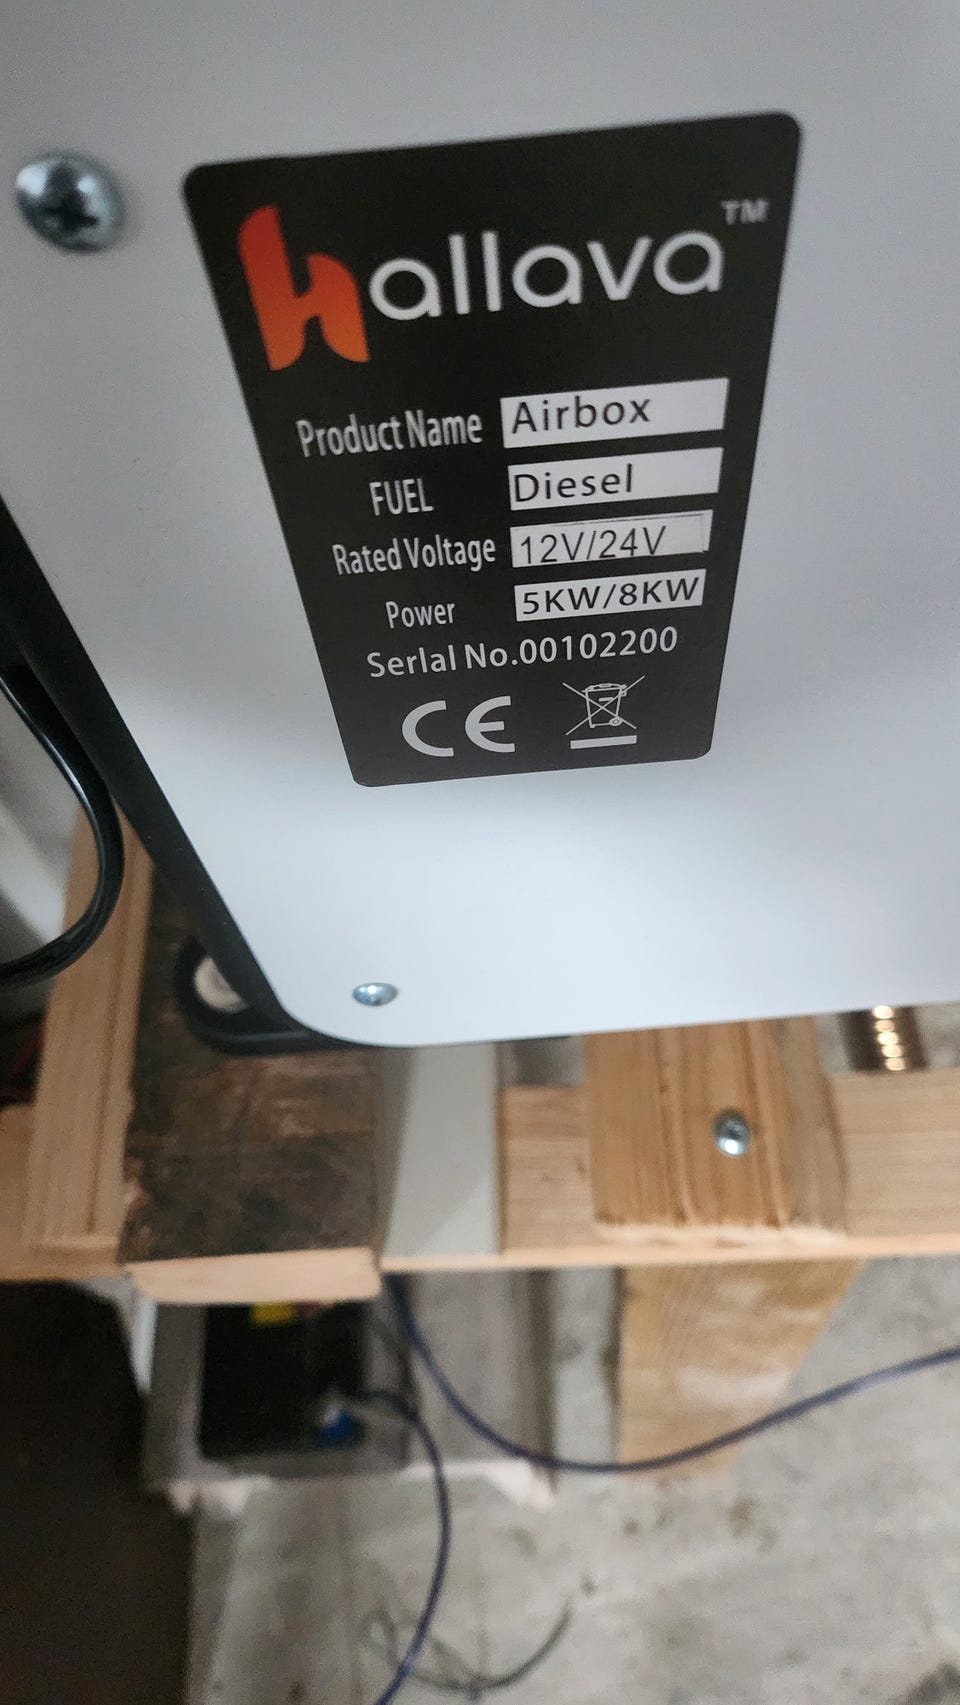 hallava™
Product Name Airbox
FUEL Diesel
Rated Voltage 12V/24V
Power 5KW/8KW
Serlal No.00102200
CE